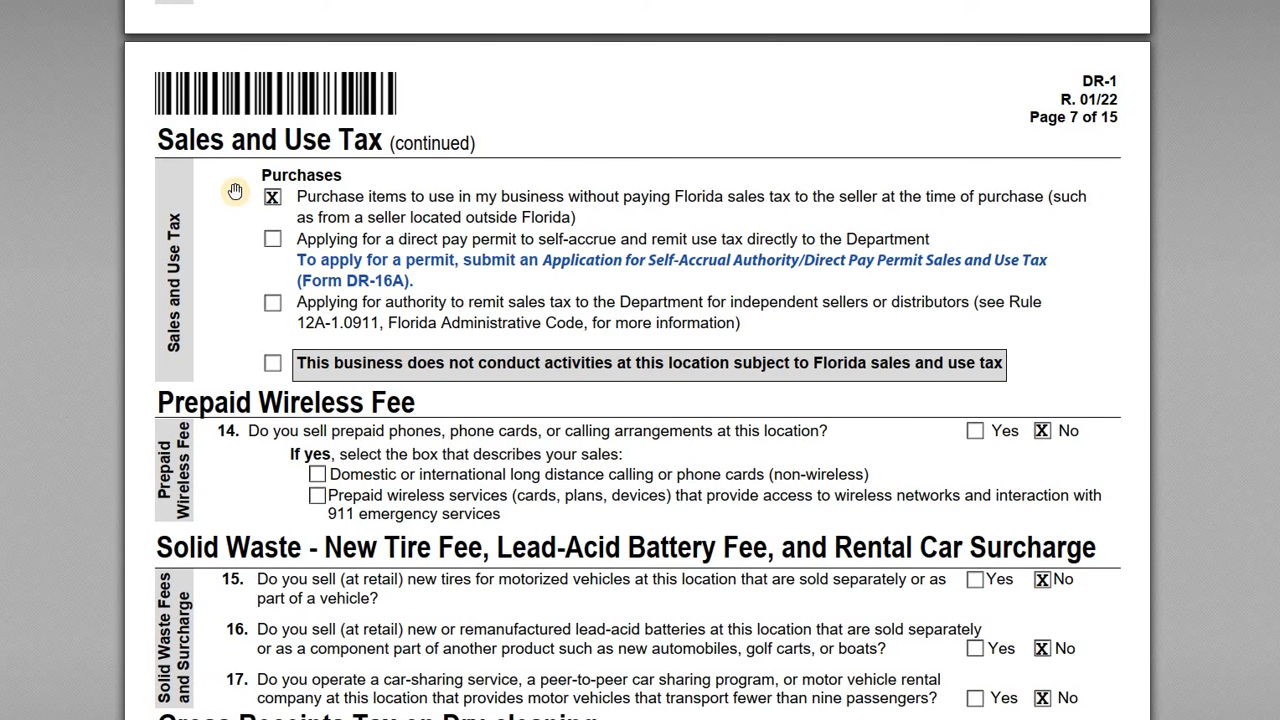 DR-1
R. 01/22
Page 7 of 15
Sales and Use Tax (continued)
Sales and Use Tax
Purchases
X Purchase items to use in my business without paying Florida sales tax to the seller at the time of purchase (such
as from a seller located outside Florida)
Applying for a direct pay permit to self-accrue and remit use tax directly to the Department
To apply for a permit, submit an Application for Self-Accrual Authority/Direct Pay Permit Sales and Use Tax
(Form DR-16A).
Applying for authority to remit sales tax to the Department for independent sellers or distributors (see Rule
12A-1.0911, Florida Administrative Code, for more information)
This business does not conduct activities at this location subject to Florida sales and use tax
Prepaid Wireless Fee
Prepaid
Wireless Fee
14. Do you sell prepaid phones, phone cards, or calling arrangements at this location? Yes X No
If yes, select the box that describes your sales:
Domestic or international long distance calling or phone cards (non-wireless)
Prepaid wireless services (cards, plans, devices) that provide access to wireless networks and interaction with
911 emergency services
Solid Waste - New Tire Fee, Lead-Acid Battery Fee, and Rental Car Surcharge
Solid Waste Fees
and Surcharge
15. Do you sell (at retail) new tires for motorized vehicles at this location that are sold separately or as Yes X No
part of a vehicle?
16. Do you sell (at retail) new or remanufactured lead-acid batteries at this location that are sold separately
or as a component part of another product such as new automobiles, golf carts, or boats? Yes X No
17. Do you operate a car-sharing service, a peer-to-peer car sharing program, or motor vehicle rental
company at this location that provides motor vehicles that transport fewer than nine passengers? Yes X No
Gross Receipts Tax on Dry-cleaning